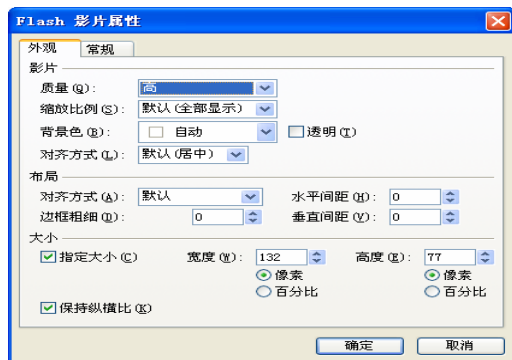 Flash 影片属性
外观 常规
影片
质量(Q): 高
缩放比例(S): 默认(全部显示)
背景色(B): 自动 透明(T)
对齐方式(L): 默认(居中)
布局
对齐方式(A): 默认 水平间距(H): 0
边框粗细(D): 0 垂直间距(V): 0
大小
指定大小(C) 宽度(W): 132 高度(E): 77
像素 像素
百分比 百分比
保持纵横比(K)
确定 取消